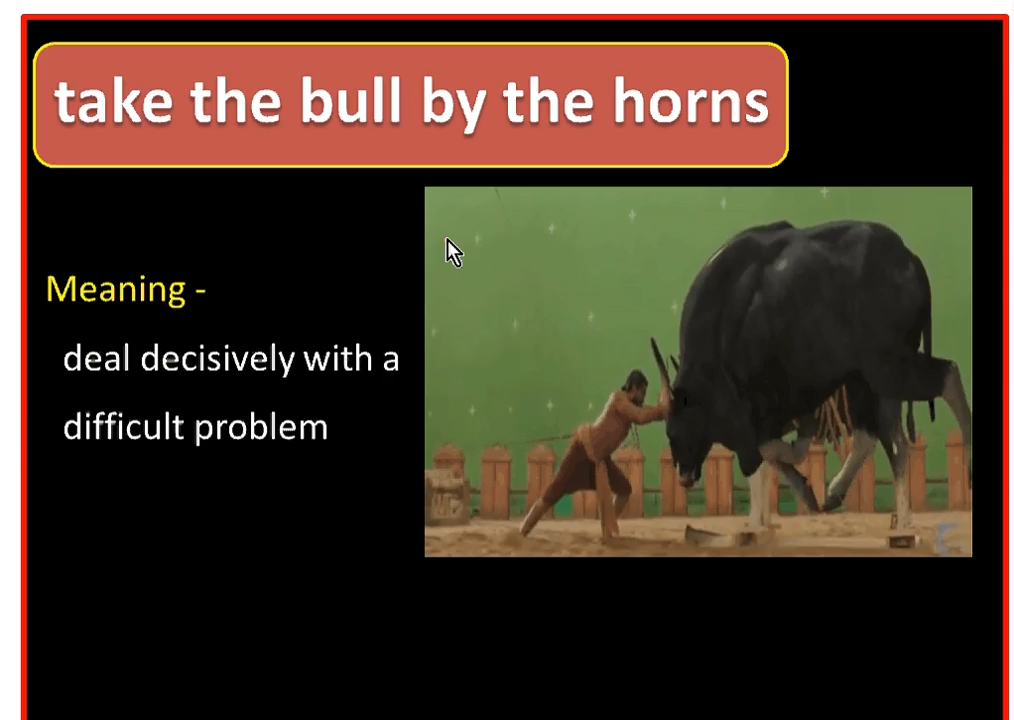 take the bull by the horns
Meaning -
deal decisively with a
difficult problem